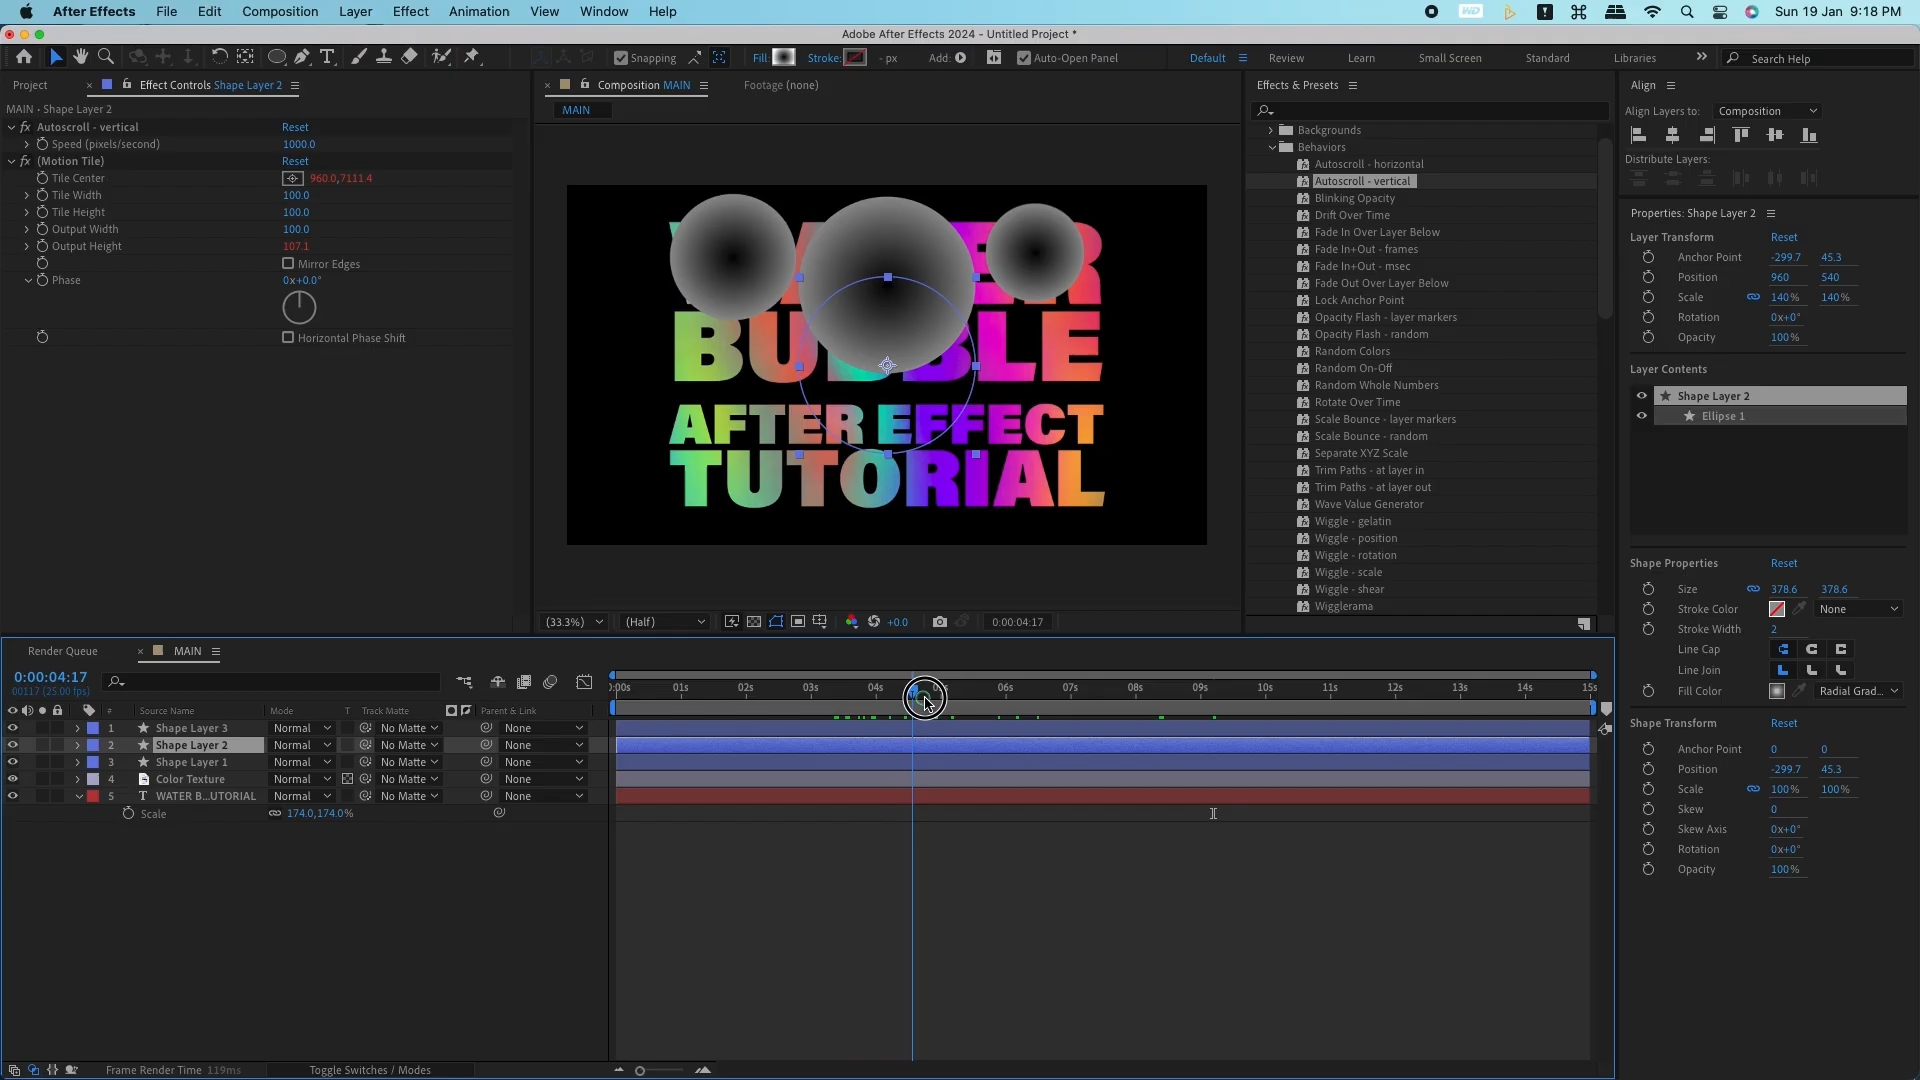 After Effects File Edit Composition Layer Effect Animation View Window Help Sun 19 Jan 9:18 PM
Adobe After Effects 2024 - Untitled Project *
Snapping Fill: Stroke: - px Add: Auto-Open Panel Default Review Learn Small Screen Standard Libraries Search Help
Project Effect Controls Shape Layer 2 Composition MAIN Footage (none) Effects & Presets Align
MAIN • Shape Layer 2
MAIN
Align Layers to: Composition
Autoscroll - vertical Reset
Speed (pixels/second) 1000.0
(Motion Tile) Reset
Tile Center 960.0,7111.4
Tile Width 100.0
Tile Height 100.0
Output Width 100.0
Output Height 107.1
Mirror Edges
Phase 0x+0.0°
Horizontal Phase Shift
BUBBLE
AFTER EFFECT
TUTORIAL
(33.3%) (Half) +0.0 0:00:04:17
Backgrounds
Behaviors
Autoscroll - horizontal
Autoscroll - vertical
Blinking Opacity
Drift Over Time
Fade In Over Layer Below
Fade In+Out - frames
Fade In+Out - msec
Fade Out Over Layer Below
Lock Anchor Point
Opacity Flash - layer markers
Opacity Flash - random
Random Colors
Random On-Off
Random Whole Numbers
Rotate Over Time
Scale Bounce - layer markers
Scale Bounce - random
Separate XYZ Scale
Trim Paths - at layer in
Trim Paths - at layer out
Wave Value Generator
Wiggle - gelatin
Wiggle - position
Wiggle - rotation
Wiggle - scale
Wiggle - shear
Wigglerama
Distribute Layers:
Properties: Shape Layer 2
Layer Transform Reset
Anchor Point -299.7 45.3
Position 960 540
Scale 140% 140%
Rotation 0x+0°
Opacity 100%
Layer Contents
Shape Layer 2
Ellipse 1
Shape Properties Reset
Size 378.6 378.6
Stroke Color None
Stroke Width 2
Line Cap
Line Join
Fill Color Radial Grad...
Shape Transform Reset
Anchor Point 0 0
Position -299.7 45.3
Scale 100% 100%
Skew 0
Skew Axis 0x+0°
Rotation 0x+0°
Opacity 100%
Render Queue MAIN
0:00:04:17
00117 (25.00 fps)
):00s 01s 02s 03s 04s 06s 07s 08s 09s 10s 11s 12s 13s 14s 15s
# Source Name Mode T Track Matte Parent & Link
1 Shape Layer 3 Normal No Matte None
2 Shape Layer 2 Normal No Matte None
3 Shape Layer 1 Normal No Matte None
4 Color Texture Normal No Matte None
5 T WATER B...UTORIAL Normal No Matte None
Scale 174.0,174.0%
Frame Render Time 119ms Toggle Switches / Modes